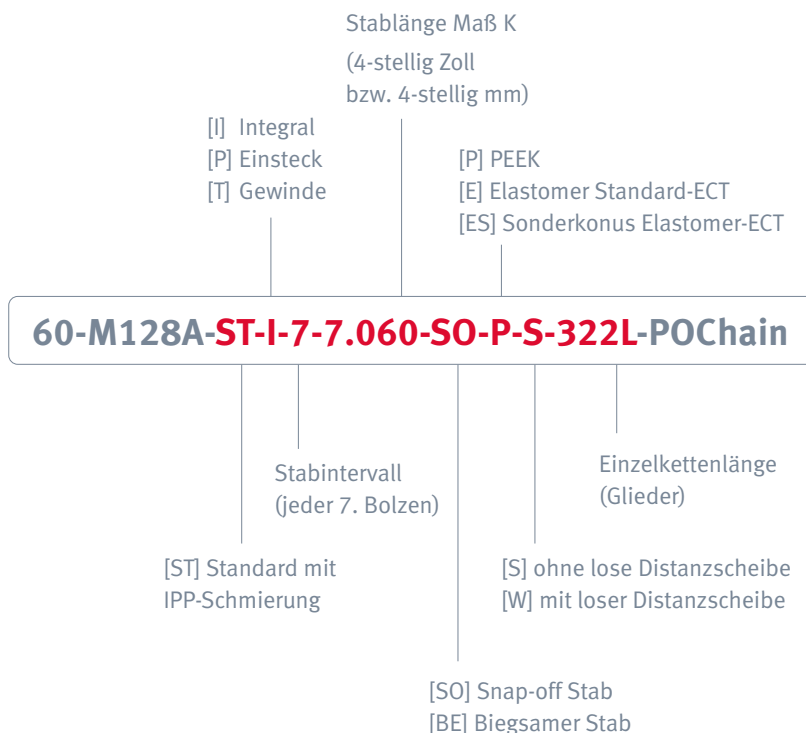 Stablänge Maß K
(4-stellig Zoll
bzw. 4-stellig mm)
[I] Integral
[P] Einsteck
[T] Gewinde
[P] PEEK
[E] Elastomer Standard-ECT
[ES] Sonderkonus Elastomer-ECT
60-M128A-ST-I-7-7.060-SO-P-S-322L-POChain
Stabintervall
(jeder 7. Bolzen)
Einzelkettenlänge
(Glieder)
[ST] Standard mit
IPP-Schmierung
[S] ohne lose Distanzscheibe
[W] mit loser Distanzscheibe
[SO] Snap-off Stab
[BE] Biegsamer Stab